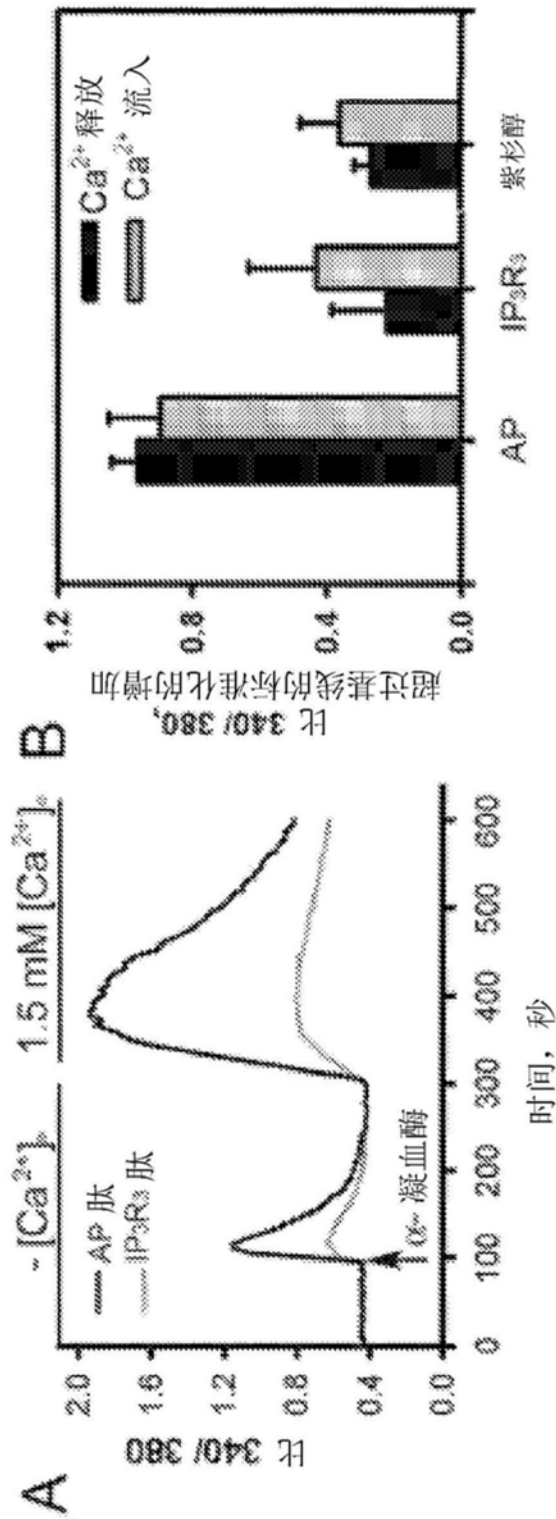 A
- [Ca²⁺]ₒ
1.5 mM [Ca²⁺]ₒ
比 340/ 380
2.0
1.6
1.2
0.8
0.4
0.0
AP 肽
IP₃R₃ 肽
α~ 凝血酶
0
100
200
300
400
500
600
时间，秒
B
比 340/ 380,
超过基线的标准化的增加
1.2
0.8
0.4
0.0
Ca²⁺ 释放
Ca²⁺ 流入
AP
IP₃R₃
紫杉醇